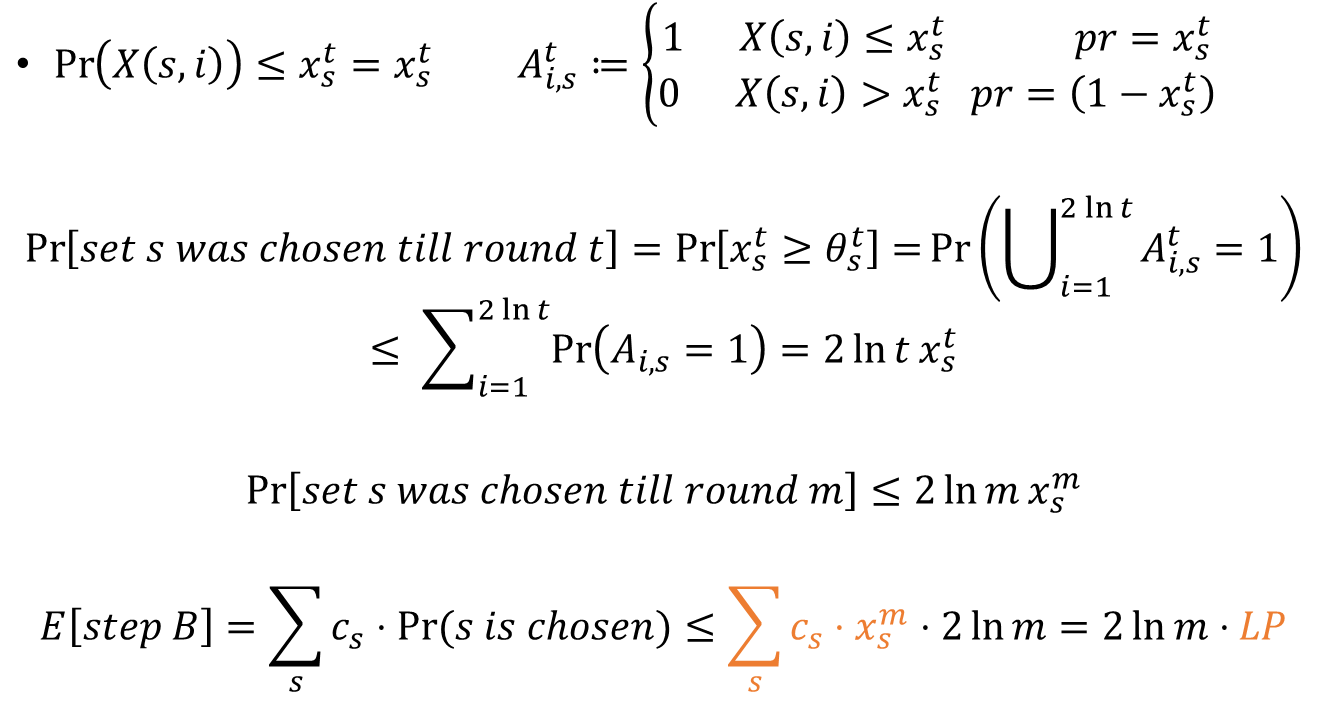 • Pr(X(s, i)) ≤ x_s^t = x_s^t    A_{i,s}^t ≔ { 1  X(s, i) ≤ x_s^t  pr = x_s^t
0  X(s, i) > x_s^t  pr = (1 − x_s^t)
Pr[set s was chosen till round t] = Pr[x_s^t ≥ θ_s^t] = Pr(⋃_{i=1}^{2 ln t} A_{i,s}^t = 1)
≤ ∑_{i=1}^{2 ln t} Pr(A_{i,s} = 1) = 2 ln t x_s^t
Pr[set s was chosen till round m] ≤ 2 ln m x_s^m
E[step B] = ∑_s c_s · Pr(s is chosen) ≤ ∑_s c_s · x_s^m · 2 ln m = 2 ln m · LP